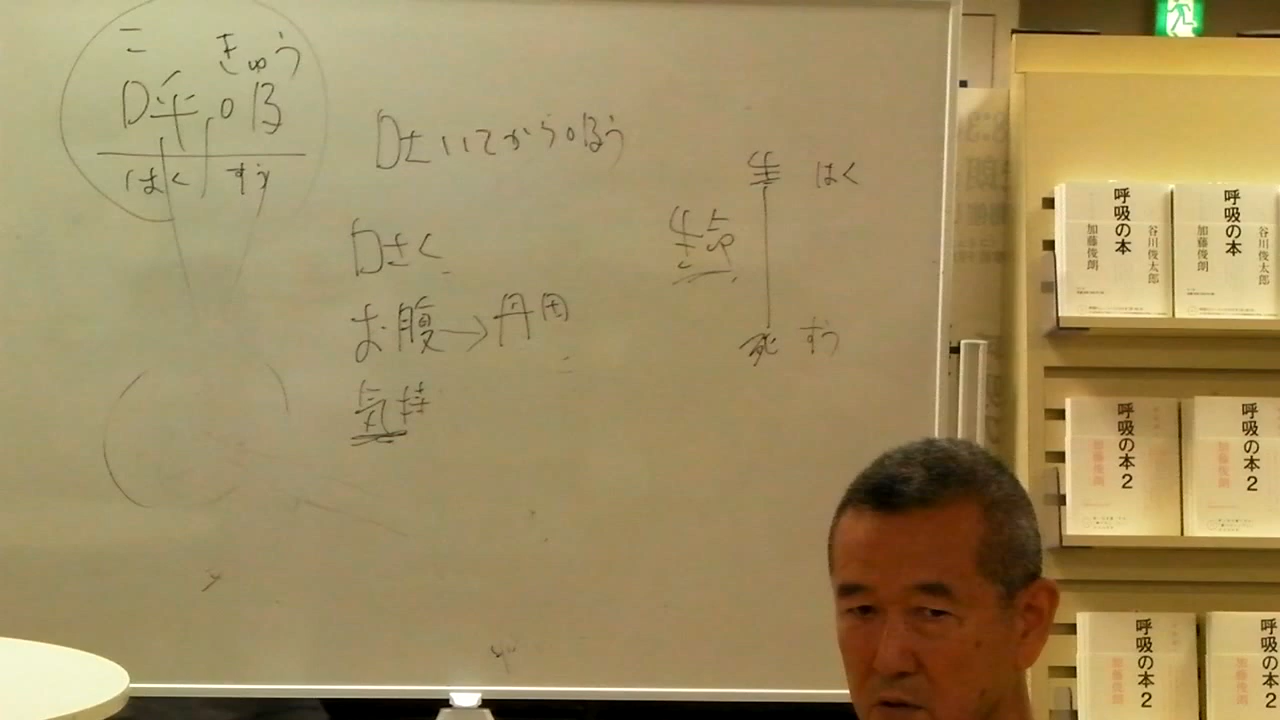 こ きゅう
呼吸
はく すう
吐いてから吸う
吐く
お腹→丹田
気持
生 はく
生命
死 すう
呼吸の本
谷川俊太郎
加藤俊朗
呼吸の本
谷川俊太郎
加藤俊朗
呼吸の本2
加藤俊朗
呼吸の本2
加藤俊朗
呼吸の本2
加藤俊朗
呼吸の本2